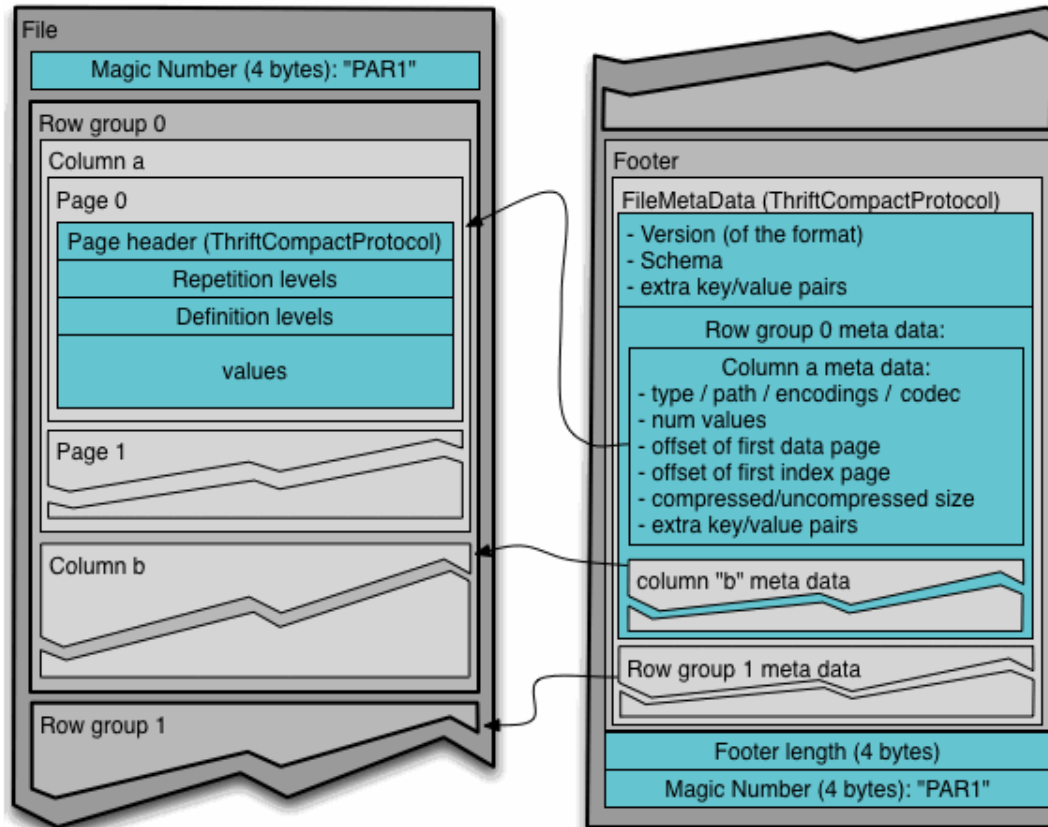 File
Magic Number (4 bytes): "PAR1"
Row group 0
Column a
Page 0
Page header (ThriftCompactProtocol)
Repetition levels
Definition levels
values
Page 1
Column b
Row group 1
Footer
FileMetaData (ThriftCompactProtocol)
- Version (of the format)
- Schema
- extra key/value pairs
Row group 0 meta data:
Column a meta data:
- type / path / encodings / codec
- num values
- offset of first data page
- offset of first index page
- compressed/uncompressed size
- extra key/value pairs
column "b" meta data
Row group 1 meta data
Footer length (4 bytes)
Magic Number (4 bytes): "PAR1"